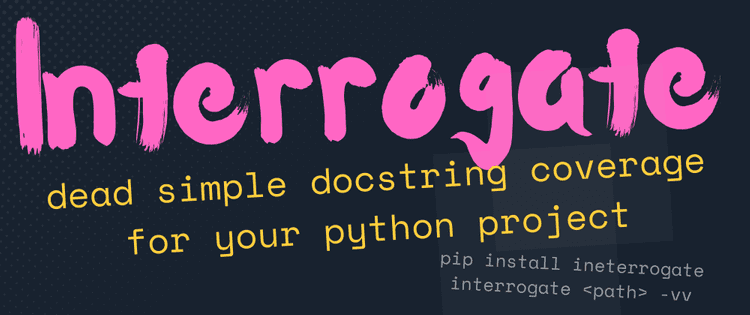 Interrogate
dead simple docstring coverage
for your python project
pip install ineterrogate
interrogate <path> -vv